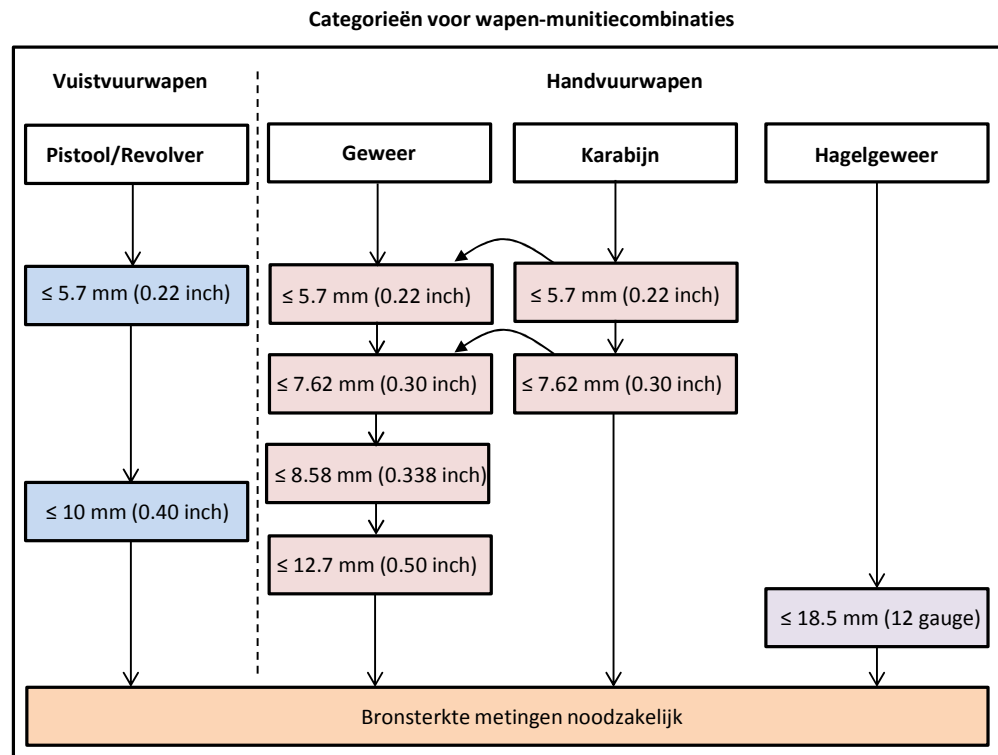 Categorieën voor wapen-munitiecombinaties
Vuistvuurwapen
Handvuurwapen
Pistool/Revolver
Geweer
Karabijn
Hagelgeweer
≤ 5.7 mm (0.22 inch)
≤ 5.7 mm (0.22 inch)
≤ 5.7 mm (0.22 inch)
≤ 7.62 mm (0.30 inch)
≤ 7.62 mm (0.30 inch)
≤ 8.58 mm (0.338 inch)
≤ 10 mm (0.40 inch)
≤ 12.7 mm (0.50 inch)
≤ 18.5 mm (12 gauge)
Bronsterkte metingen noodzakelijk